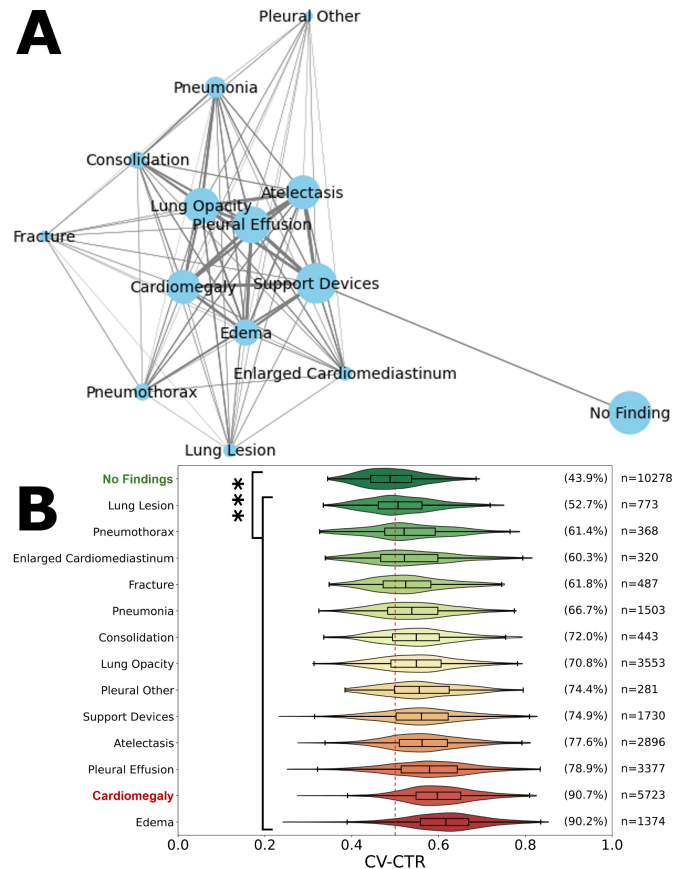 A
Pleural Other
Pneumonia
Consolidation
Atelectasis
Lung Opacity
Pleural Effusion
Fracture
Cardiomegaly
Support Devices
Edema
Enlarged Cardiomediastinum
Pneumothorax
No Finding
Lung Lesion
B
***
No Findings (43.9%) n=10278
Lung Lesion (52.7%) n=773
Pneumothorax (61.4%) n=368
Enlarged Cardiomediastinum (60.3%) n=320
Fracture (61.8%) n=487
Pneumonia (66.7%) n=1503
Consolidation (72.0%) n=443
Lung Opacity (70.8%) n=3553
Pleural Other (74.4%) n=281
Support Devices (74.9%) n=1730
Atelectasis (77.6%) n=2896
Pleural Effusion (78.9%) n=3377
Cardiomegaly (90.7%) n=5723
Edema (90.2%) n=1374
0.0 0.2 0.4 0.6 0.8 1.0
CV-CTR